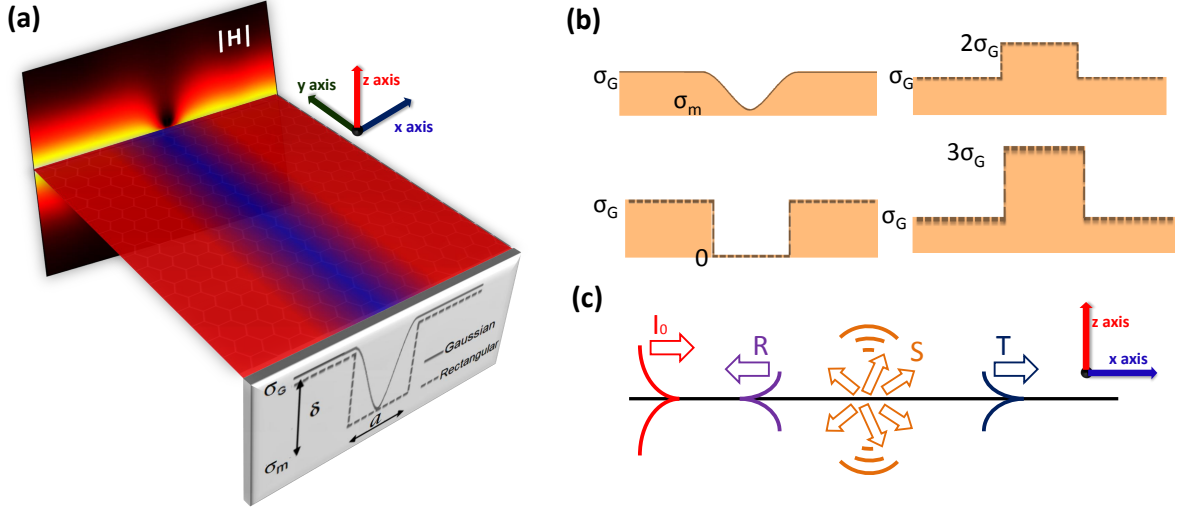 (a)
|H|
z axis
y axis
x axis
Gaussian
Rectangular
σG
δ
a
σm
(b)
σG
σm
2σG
σG
σG
0
3σG
σG
(c)
I0
R
S
T
z axis
x axis